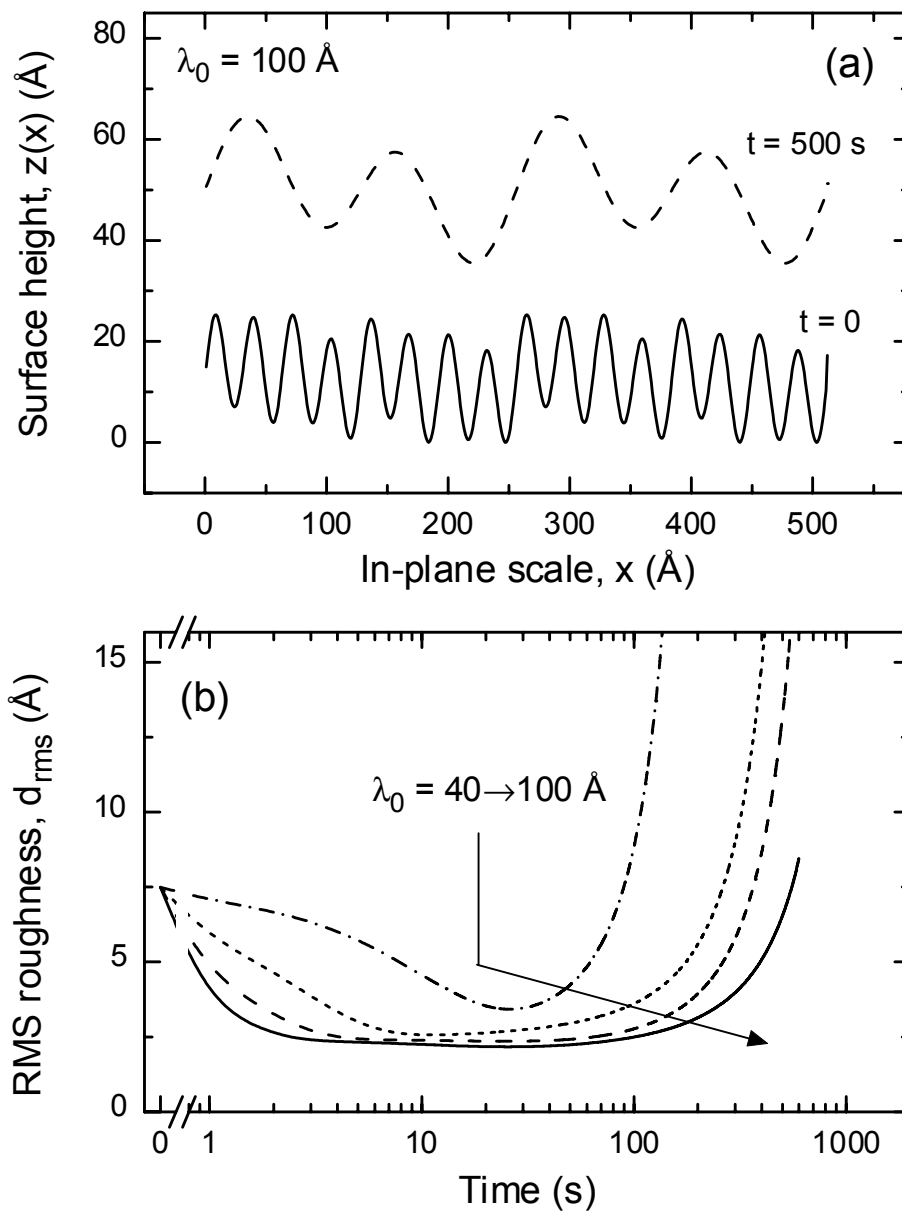 80
60
40
20
0
Surface height, z(x) (Å)
λ₀ = 100 Å
(a)
t = 500 s
t = 0
0 100 200 300 400 500
In-plane scale, x (Å)
15
10
5
0
RMS roughness, d_rms (Å)
(b)
λ₀ = 40→100 Å
0 1 10 100 1000
Time (s)